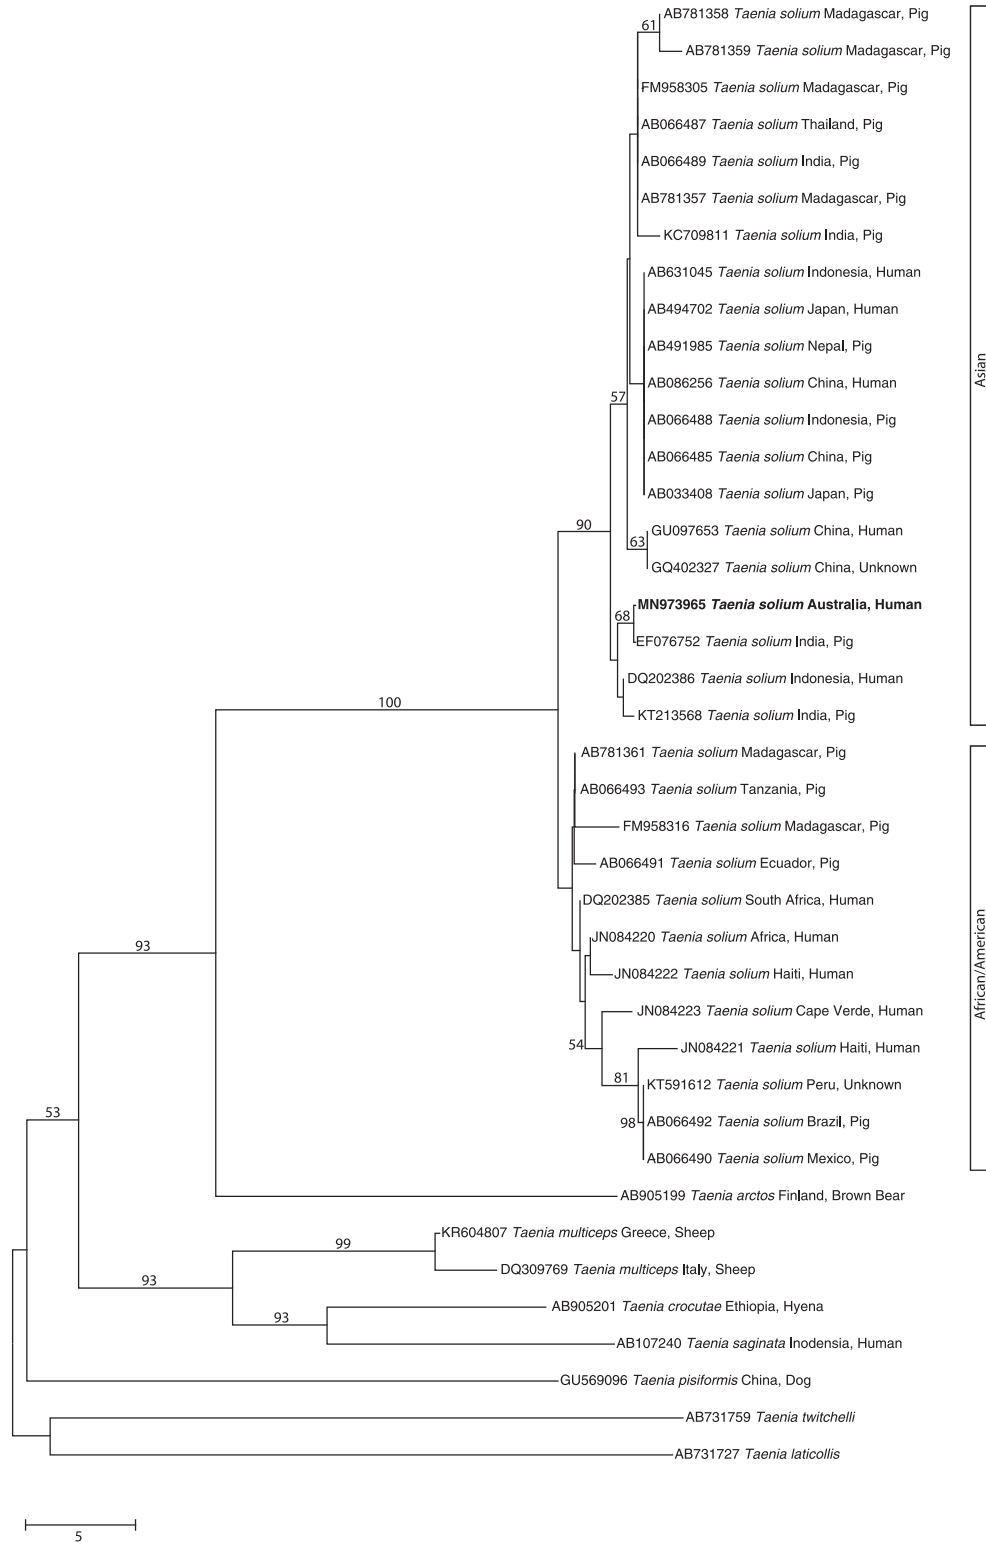 AB781358 Taenia solium Madagascar, Pig
61
AB781359 Taenia solium Madagascar, Pig
FM958305 Taenia solium Madagascar, Pig
AB066487 Taenia solium Thailand, Pig
AB066489 Taenia solium India, Pig
AB781357 Taenia solium Madagascar, Pig
KC709811 Taenia solium India, Pig
AB631045 Taenia solium Indonesia, Human
AB494702 Taenia solium Japan, Human
AB491985 Taenia solium Nepal, Pig
Asian
AB086256 Taenia solium China, Human
57
AB066488 Taenia solium Indonesia, Pig
AB066485 Taenia solium China, Pig
AB033408 Taenia solium Japan, Pig
90
GU097653 Taenia solium China, Human
63
GQ402327 Taenia solium China, Unknown
MN973965 Taenia solium Australia, Human
68
EF076752 Taenia solium India, Pig
DQ202386 Taenia solium Indonesia, Human
100
KT213568 Taenia solium India, Pig
AB781361 Taenia solium Madagascar, Pig
AB066493 Taenia solium Tanzania, Pig
FM958316 Taenia solium Madagascar, Pig
AB066491 Taenia solium Ecuador, Pig
DQ202385 Taenia solium South Africa, Human
JN084220 Taenia solium Africa, Human
93
African/American
JN084222 Taenia solium Haiti, Human
JN084223 Taenia solium Cape Verde, Human
54
JN084221 Taenia solium Haiti, Human
81
KT591612 Taenia solium Peru, Unknown
53
98
AB066492 Taenia solium Brazil, Pig
AB066490 Taenia solium Mexico, Pig
AB905199 Taenia arctos Finland, Brown Bear
KR604807 Taenia multiceps Greece, Sheep
99
DQ309769 Taenia multiceps Italy, Sheep
93
AB905201 Taenia crocutae Ethiopia, Hyena
93
AB107240 Taenia saginata Inodensia, Human
GU569096 Taenia pisiformis China, Dog
AB731759 Taenia twitchelli
AB731727 Taenia laticollis
5